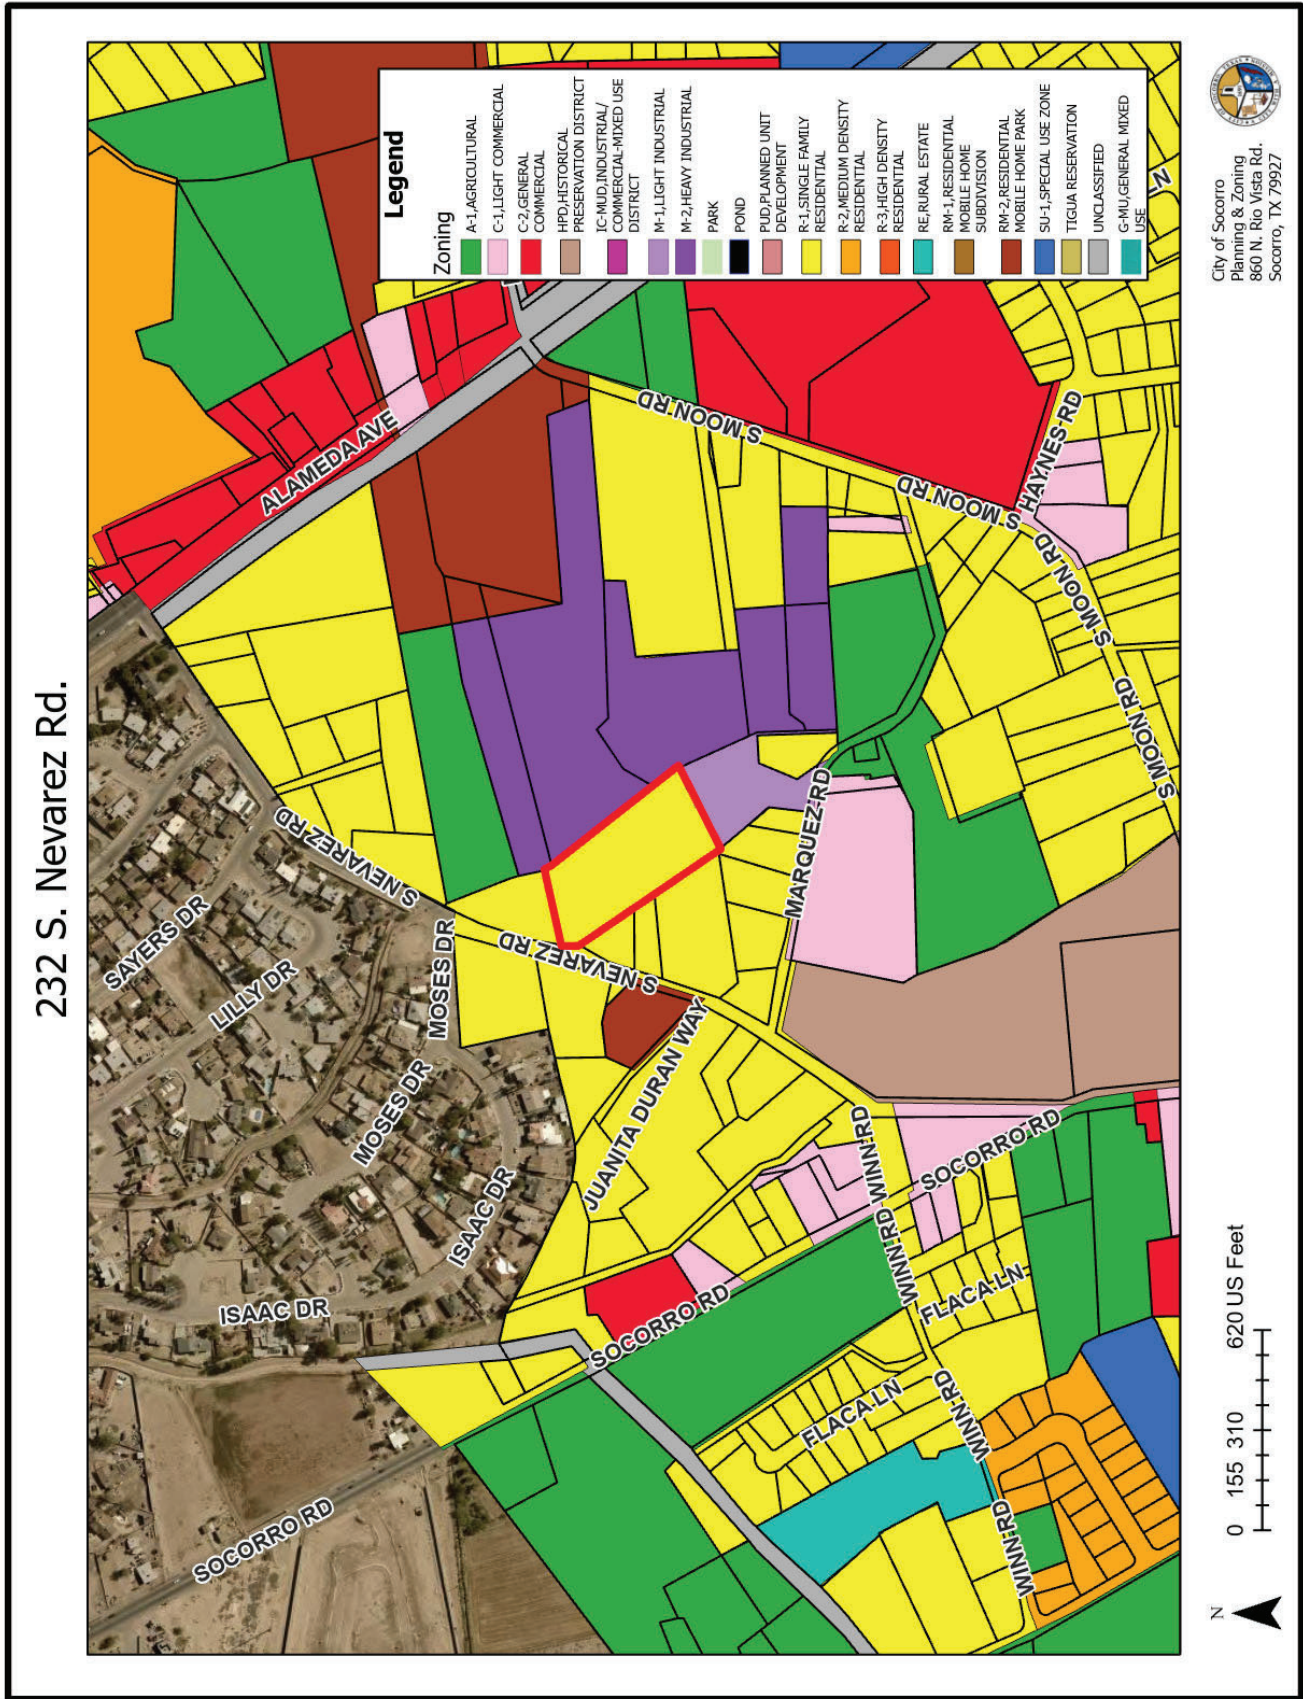 232 S. Nevarez Rd.
SAYERS DR
LILLY DR
MOSES DR
MOSES DR
ISAAC DR
ISAAC DR
SOCORRO RD
S NEVAREZ RD
S NEVAREZ RD
ALAMEDA AVE
JUANITA DURAN WAY
SOCORRO RD
SOCORRO RD
MARQUEZ RD
WINN RD
WINN RD
WINN RD
WINN RD
FLACA LN
FLACA LN
S MOON RD
S MOON RD
S MOON RD
S MOON RD
S MOON RD
HAYNES RD
Legend
Zoning
A-1,AGRICULTURAL
C-1,LIGHT COMMERCIAL
C-2,GENERAL
COMMERCIAL
HPD,HISTORICAL
PRESERVATION DISTRICT
IC-MUD,INDUSTRIAL/
COMMERCIAL-MIXED USE
DISTRICT
M-1,LIGHT INDUSTRIAL
M-2,HEAVY INDUSTRIAL
PARK
POND
PUD,PLANNED UNIT
DEVELOPMENT
R-1,SINGLE FAMILY
RESIDENTIAL
R-2,MEDIUM DENSITY
RESIDENTIAL
R-3,HIGH DENSITY
RESIDENTIAL
RE,RURAL ESTATE
RM-1,RESIDENTIAL
MOBILE HOME
SUBDIVISION
RM-2,RESIDENTIAL
MOBILE HOME PARK
SU-1,SPECIAL USE ZONE
TIGUA RESERVATION
UNCLASSIFIED
G-MU,GENERAL MIXED
USE
N
0 155 310 620 US Feet
City of Socorro
Planning & Zoning
860 N. Rio Vista Rd.
Socorro, TX 79927